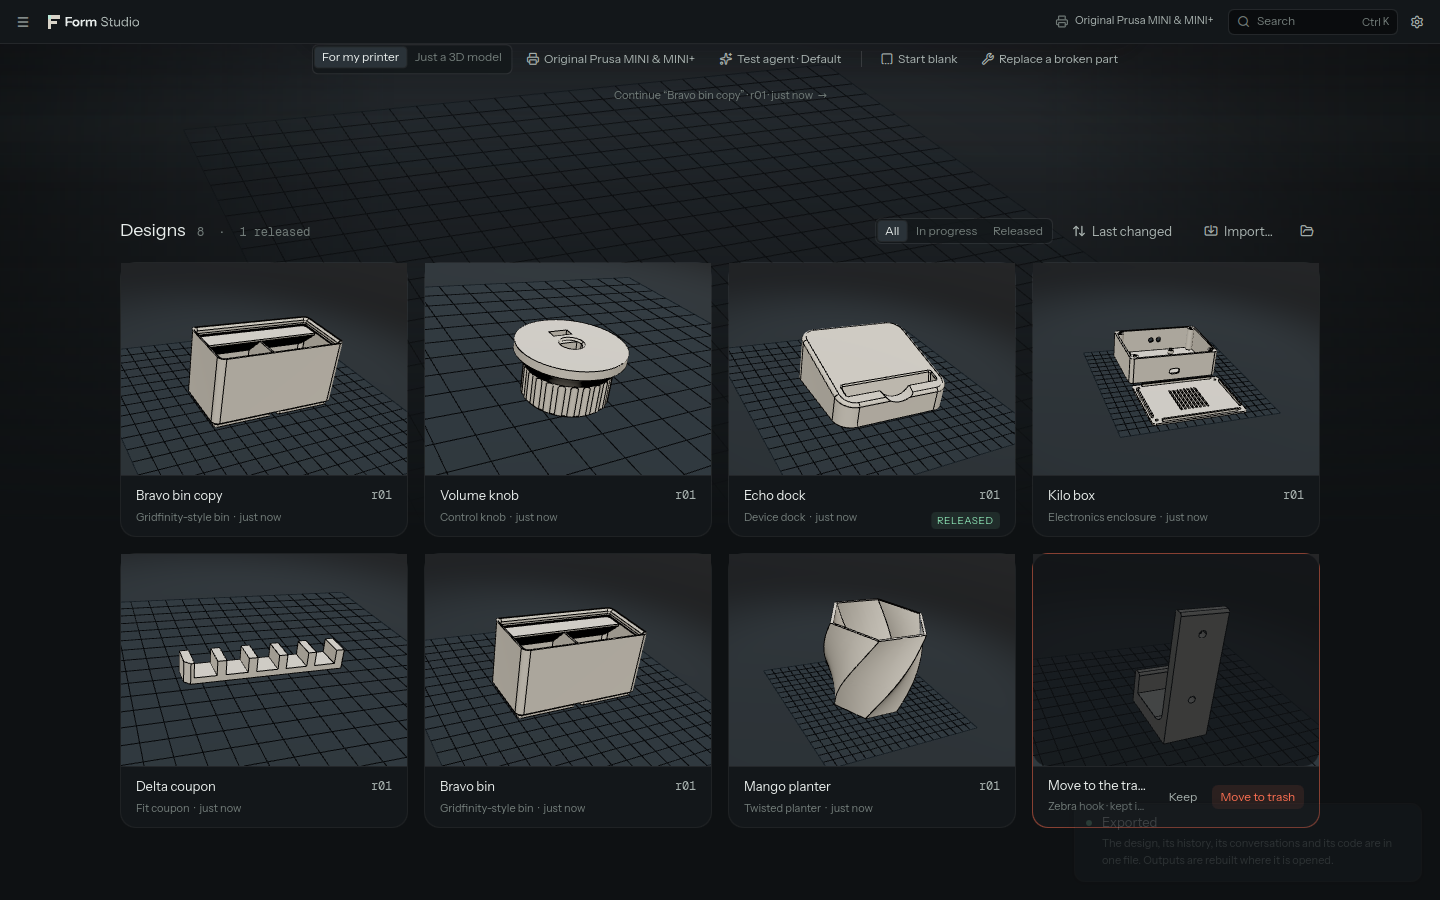 Form Studio
Original Prusa MINI & MINI+
Search
Ctrl K
For my printer
Just a 3D model
Original Prusa MINI & MINI+
Test agent · Default
Start blank
Replace a broken part
Continue “Bravo bin copy” · r01 · just now →
Designs 8 · 1 released
All
In progress
Released
Last changed
Import...
Bravo bin copy r01
Gridfinity-style bin · just now
Volume knob r01
Control knob · just now
Echo dock r01
Device dock · just now
RELEASED
Kilo box r01
Electronics enclosure · just now
Delta coupon r01
Fit coupon · just now
Bravo bin r01
Gridfinity-style bin · just now
Mango planter r01
Twisted planter · just now
Move to the tra...
Zebra hook · kept i...
Keep
Move to trash
Exported
The design, its history, its conversations and its code are in
one file. Outputs are rebuilt where it is opened.